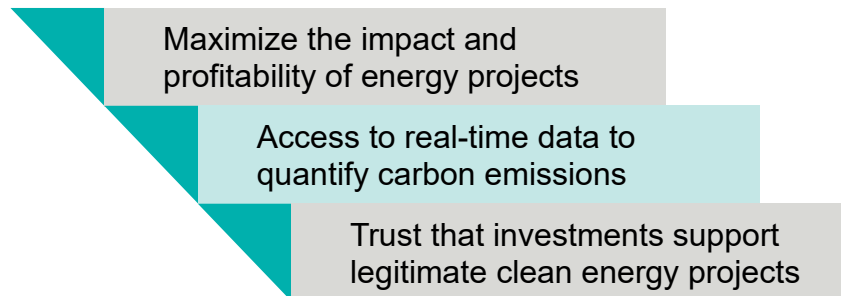 Maximize the impact and
profitability of energy projects
Access to real-time data to
quantify carbon emissions
Trust that investments support
legitimate clean energy projects